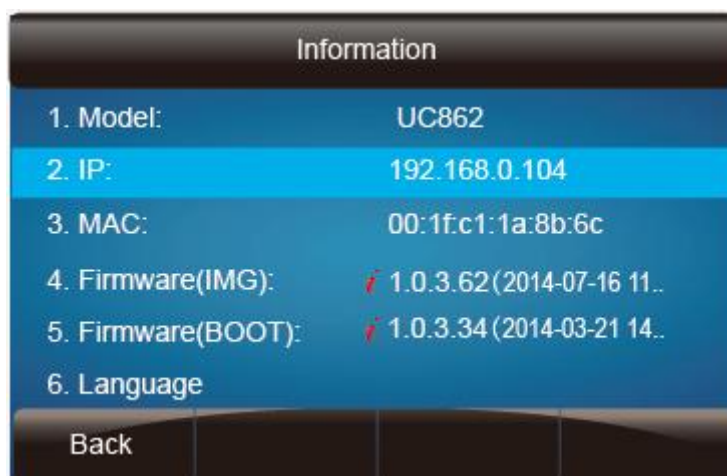 Information
1. Model: UC862
2. IP: 192.168.0.104
3. MAC: 00:1f:c1:1a:8b:6c
4. Firmware(IMG): i 1.0.3.62(2014-07-16 11..
5. Firmware(BOOT): i 1.0.3.34(2014-03-21 14..
6. Language
Back